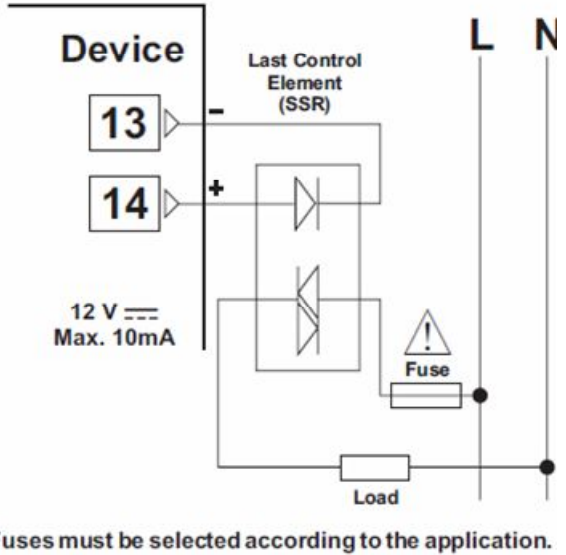 Device
Last Control
Element
(SSR)
L N
13
-
14
+
12 V
Max. 10mA
Fuse
Load
uses must be selected according to the application.